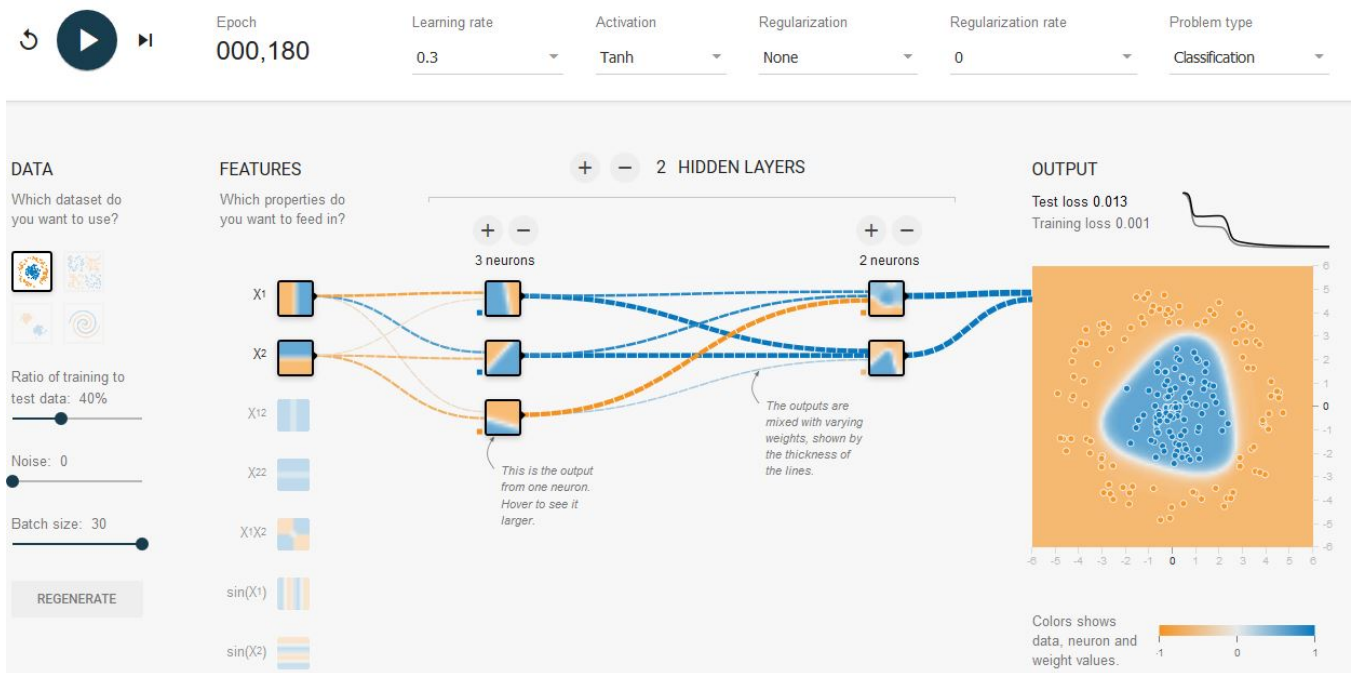 Epoch
000,180
Learning rate
0.3
Activation
Tanh
Regularization
None
Regularization rate
0
Problem type
Classification
DATA
Which dataset do
you want to use?
Ratio of training to
test data: 40%
Noise: 0
Batch size: 30
REGENERATE
FEATURES
Which properties do
you want to feed in?
X1
X2
X12
X22
X1X2
sin(X1)
sin(X2)
+ − 2 HIDDEN LAYERS
+ −
3 neurons
+ −
2 neurons
This is the output
from one neuron.
Hover to see it
larger.
The outputs are
mixed with varying
weights, shown by
the thickness of
the lines.
OUTPUT
Test loss 0.013
Training loss 0.001
6
5
4
3
2
1
0
-1
-2
-3
-4
-5
-6
-6 -5 -4 -3 -2 -1 0 1 2 3 4 5 6
Colors shows
data, neuron and
weight values.
-1 0 1